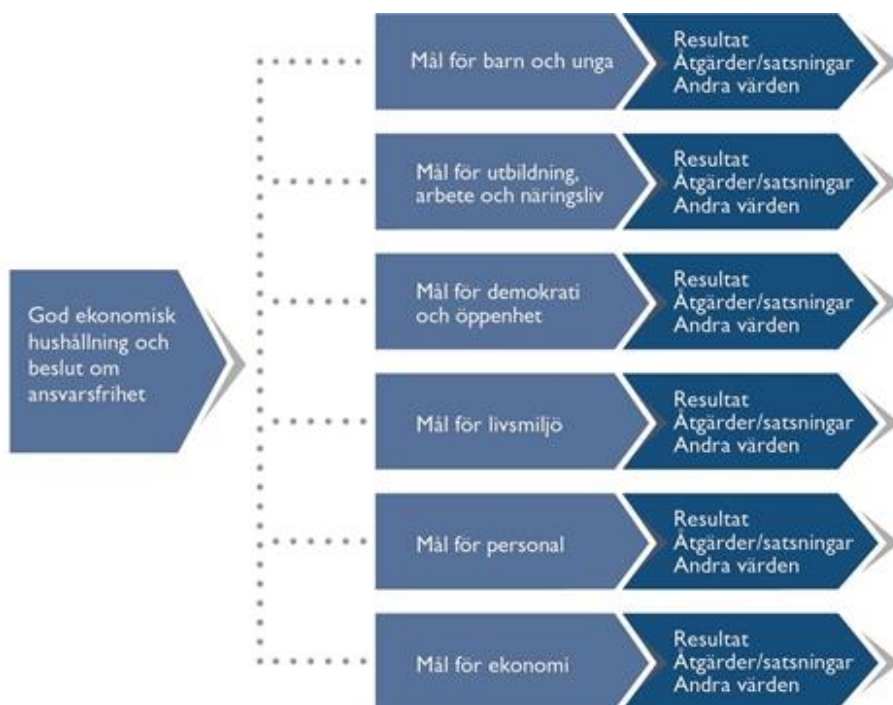 God ekonomisk
hushållning och
beslut om
ansvarsfrihet
Mål för barn och unga
Resultat
Åtgärder/satsningar
Andra värden
Mål för utbildning,
arbete och näringsliv
Resultat
Åtgärder/satsningar
Andra värden
Mål för demokrati
och öppenhet
Resultat
Åtgärder/satsningar
Andra värden
Mål för livsmiljö
Resultat
Åtgärder/satsningar
Andra värden
Mål för personal
Resultat
Åtgärder/satsningar
Andra värden
Mål för ekonomi
Resultat
Åtgärder/satsningar
Andra värden